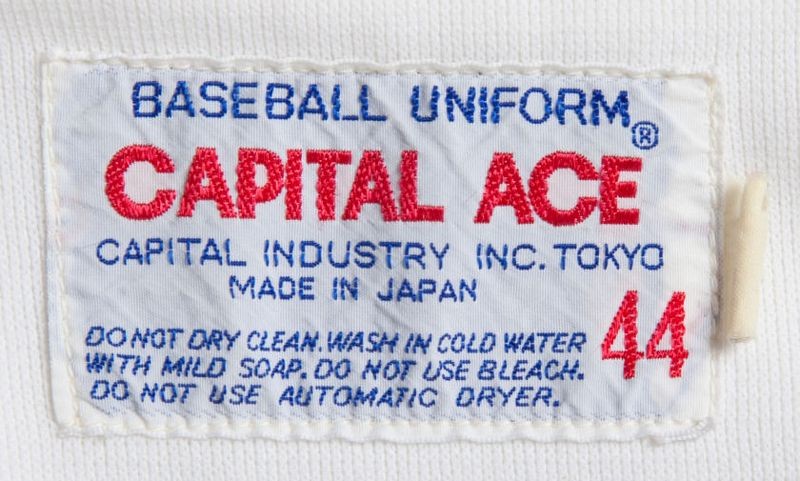 BASEBALL UNIFORM
®
CAPITAL ACE
CAPITAL INDUSTRY INC. TOKYO
MADE IN JAPAN
44
DO NOT DRY CLEAN. WASH IN COLD WATER
WITH MILD SOAP. DO NOT USE BLEACH.
DO NOT USE AUTOMATIC DRYER.